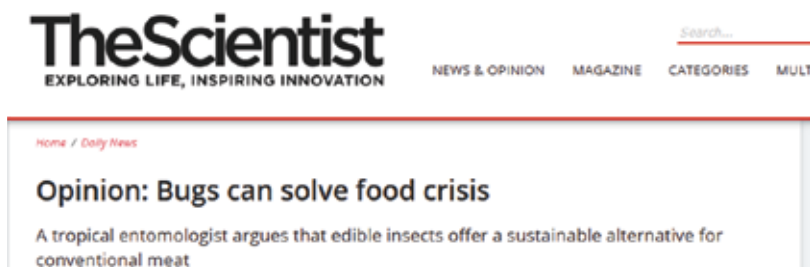 TheScientist
EXPLORING LIFE, INSPIRING INNOVATION
Search...
NEWS & OPINION MAGAZINE CATEGORIES MULT
Home / Daily News
Opinion: Bugs can solve food crisis
A tropical entomologist argues that edible insects offer a sustainable alternative for
conventional meat